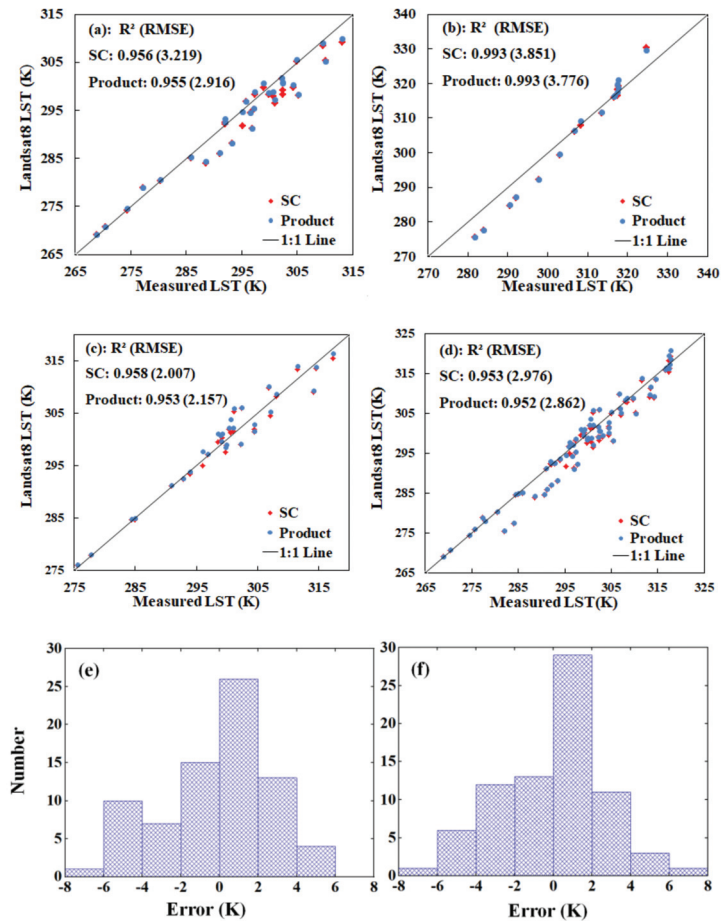 (a): R² (RMSE)
SC: 0.956 (3.219)
Product: 0.955 (2.916)
Landsat8 LST (K)
315
305
295
285
275
265
SC
Product
1:1 Line
265 275 285 295 305 313
Measured LST (K)
(b): R² (RMSE)
SC: 0.993 (3.851)
Product: 0.993 (3.776)
Landsat8 LST (K)
340
330
320
310
300
290
280
270
SC
Product
1:1 Line
270 280 290 300 310 320 330 340
Measured LST (K)
(c): R² (RMSE)
SC: 0.958 (2.007)
Product: 0.953 (2.157)
Landsat8 LST (K)
315
305
295
285
275
SC
Product
1:1 Line
275 285 295 305 315
Measured LST (K)
(d): R² (RMSE)
SC: 0.953 (2.976)
Product: 0.952 (2.862)
Landsat8 LST (K)
325
315
305
295
285
275
265
SC
Product
1:1 Line
265 275 285 295 305 315 325
Measured LST(K)
(e)
Number
30
25
20
15
10
5
0
-8 -6 -4 -2 0 2 4 6 8
Error (K)
(f)
30
25
20
15
10
5
0
-8 -6 -4 -2 0 2 4 6 8
Error (K)